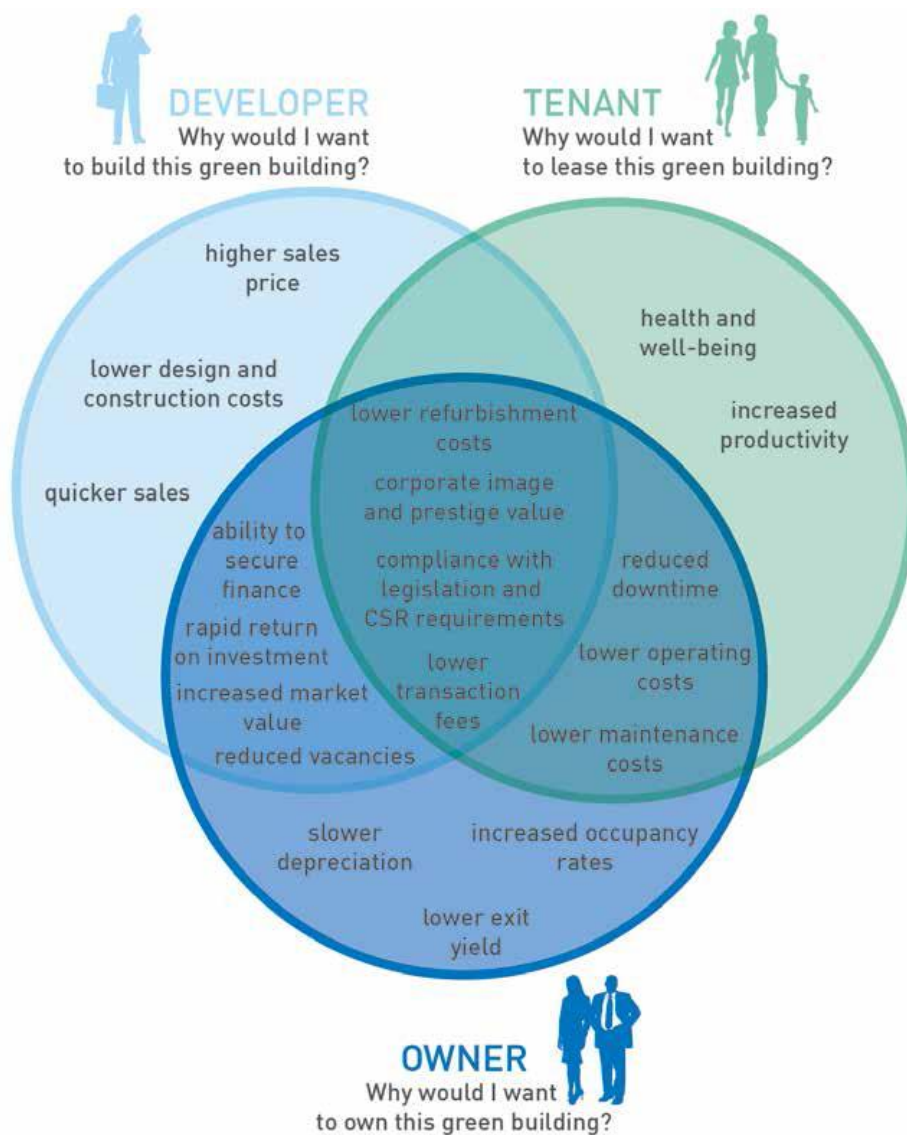 DEVELOPER
Why would I want
to build this green building?
TENANT
Why would I want
to lease this green building?
higher sales
price
lower design and
construction costs
quicker sales
health and
well-being
increased
productivity
lower refurbishment
costs
corporate image
and prestige value
compliance with
legislation and
CSR requirements
lower
transaction
fees
ability to
secure
finance
rapid return
on investment
increased market
value
reduced vacancies
reduced
downtime
lower operating
costs
lower maintenance
costs
slower
depreciation
increased occupancy
rates
lower exit
yield
OWNER
Why would I want
to own this green building?